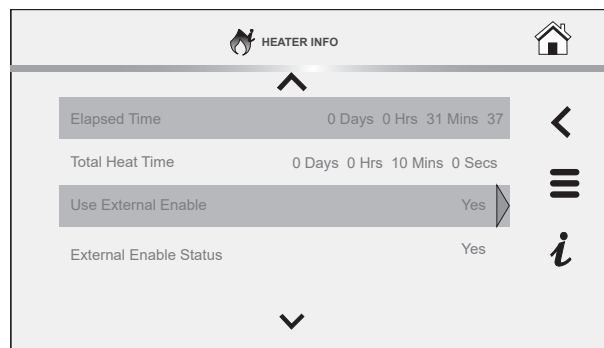 HEATER INFO
Elapsed Time 0 Days 0 Hrs 31 Mins 37
Total Heat Time 0 Days 0 Hrs 10 Mins 0 Secs
Use External Enable Yes
External Enable Status Yes
i